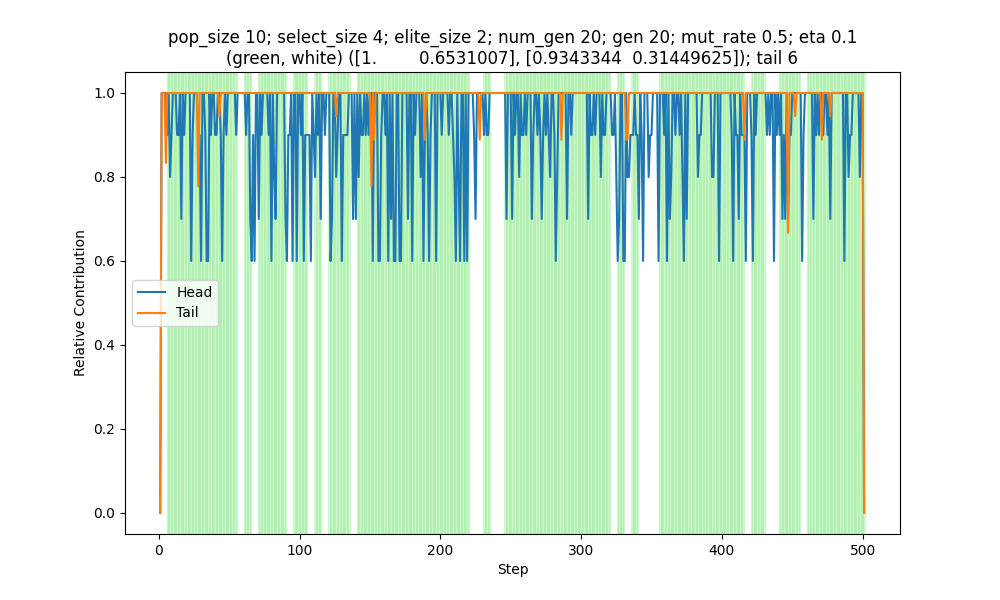 pop_size 10; select_size 4; elite_size 2; num_gen 20; gen 20; mut_rate 0.5; eta 0.1
(green, white) ([1. 0.6531007], [0.9343344 0.31449625]); tail 6
1.0
0.8
0.6
0.4
0.2
0.0
Relative Contribution
Head
Tail
0 100 200 300 400 500
Step